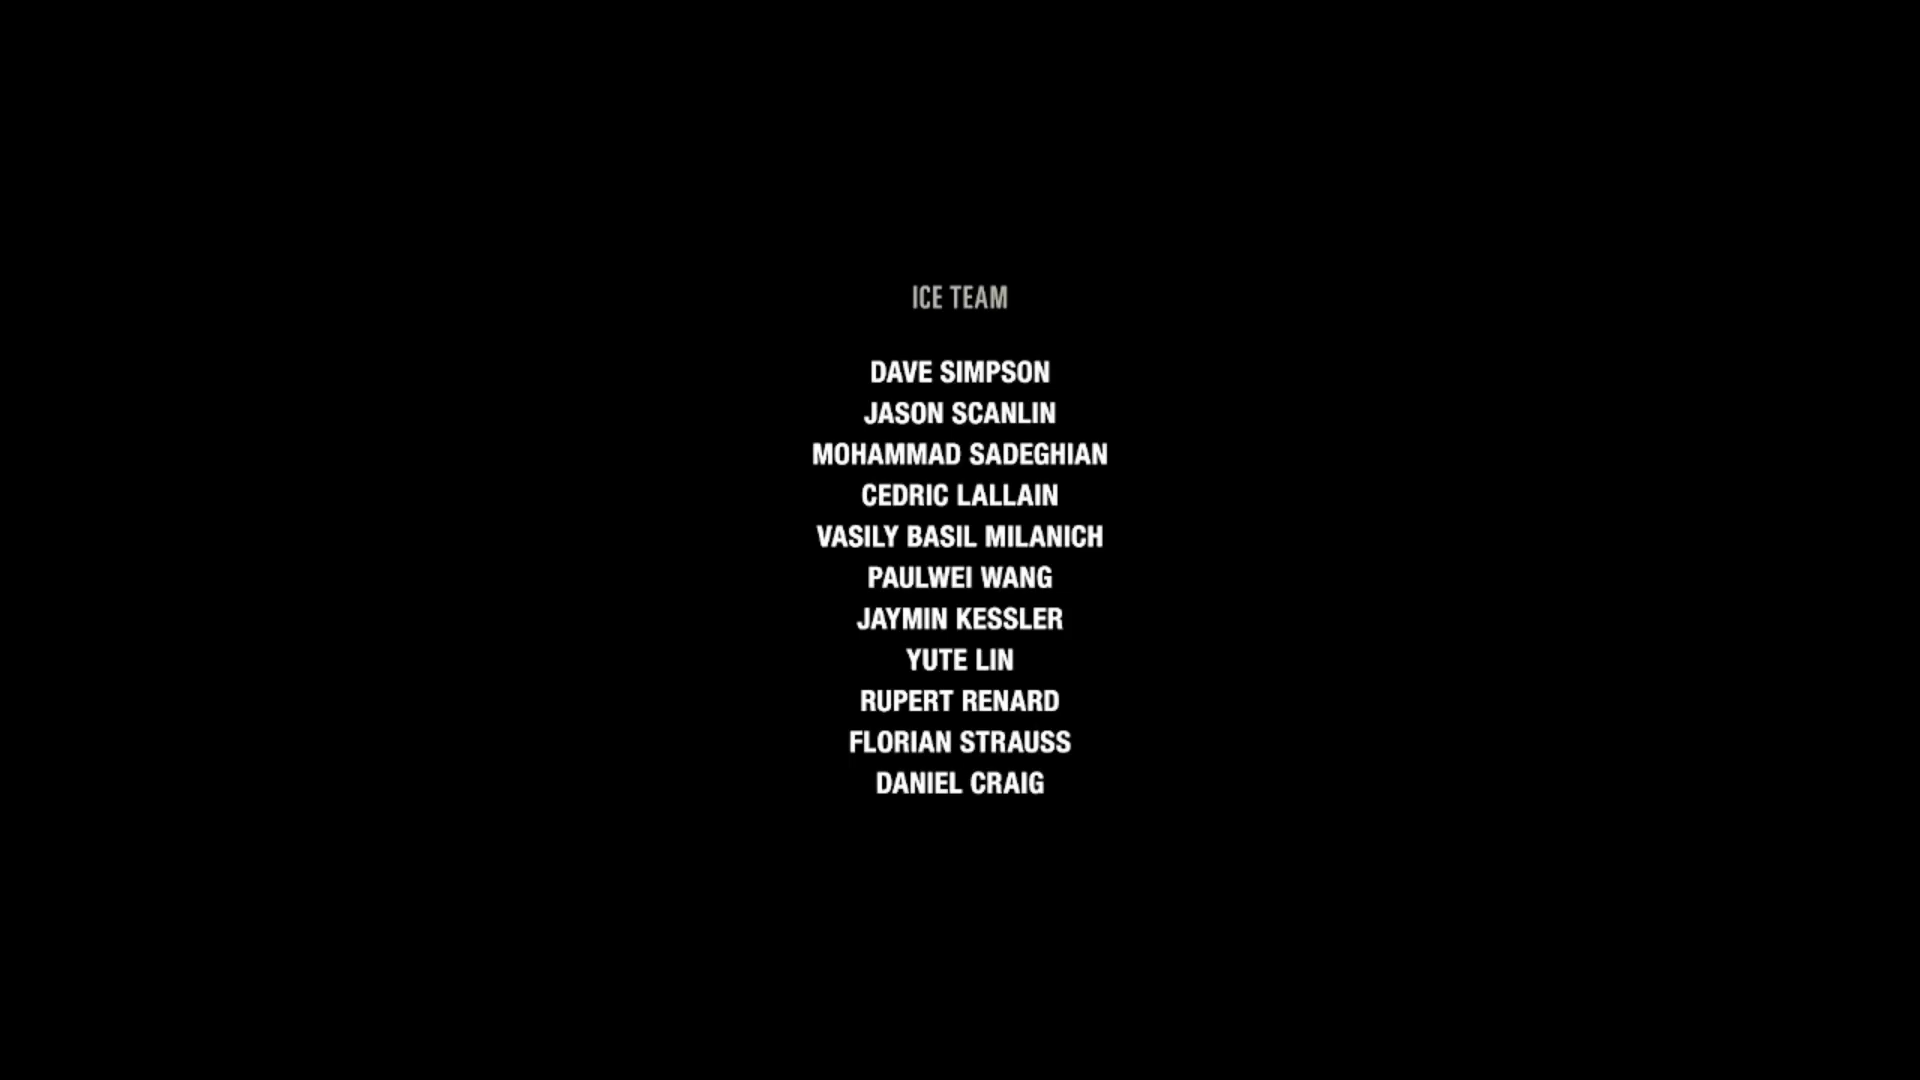 ICE TEAM
DAVE SIMPSON
JASON SCANLIN
MOHAMMAD SADEGHIAN
CEDRIC LALLAIN
VASILY BASIL MILANICH
PAULWEI WANG
JAYMIN KESSLER
YUTE LIN
RUPERT RENARD
FLORIAN STRAUSS
DANIEL CRAIG